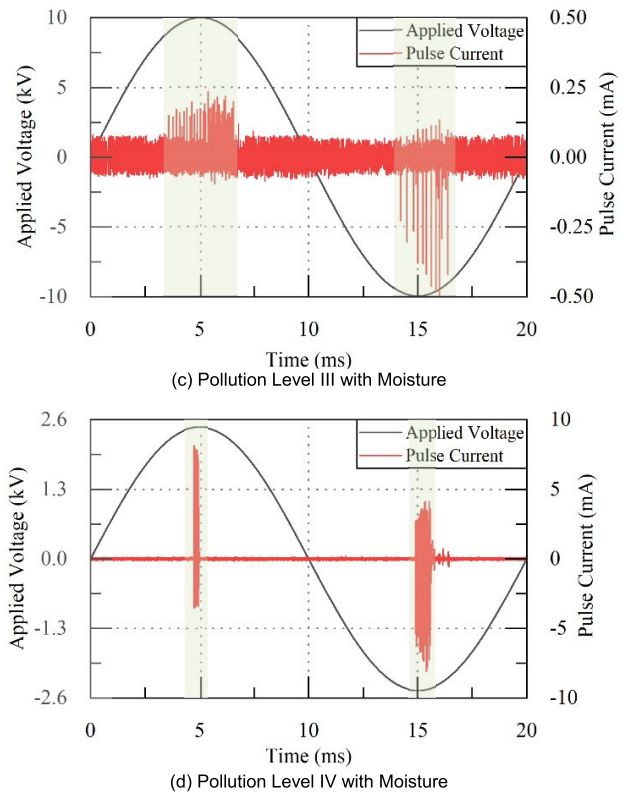 10
5
0
-5
-10
Applied Voltage (kV)
Applied Voltage
Pulse Current
0.50
0.25
0.00
-0.25
-0.50
Pulse Current (mA)
0 5 10 15 20
Time (ms)
(c) Pollution Level III with Moisture
2.6
1.3
0.0
-1.3
-2.6
Applied Voltage (kV)
Applied Voltage
Pulse Current
10
5
0
-5
-10
Pulse Current (mA)
0 5 10 15 20
Time (ms)
(d) Pollution Level IV with Moisture